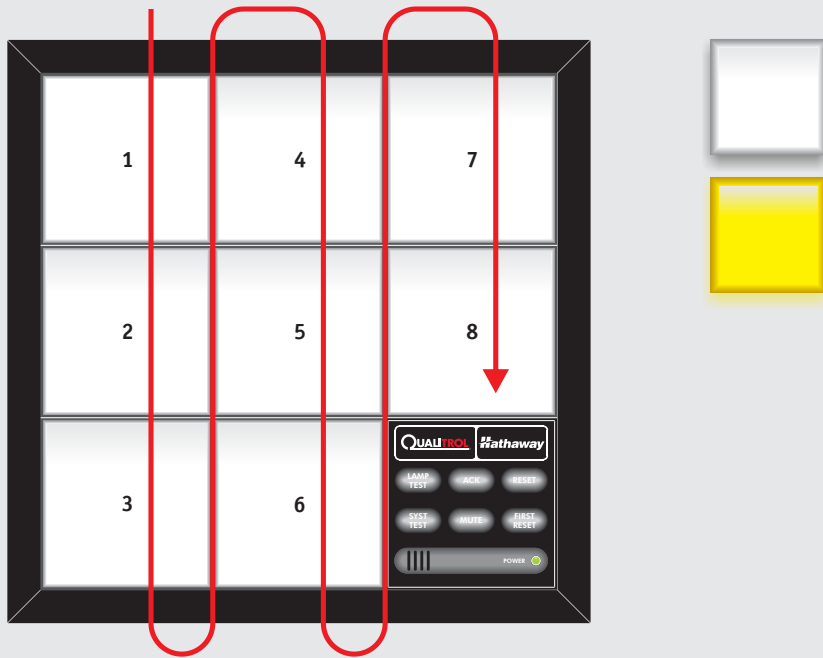 1 4 7
2 5 8
3 6
QUALITROL Hathaway
LAMP TEST ACK RESET
SYST TEST MUTE FIRST RESET
POWER